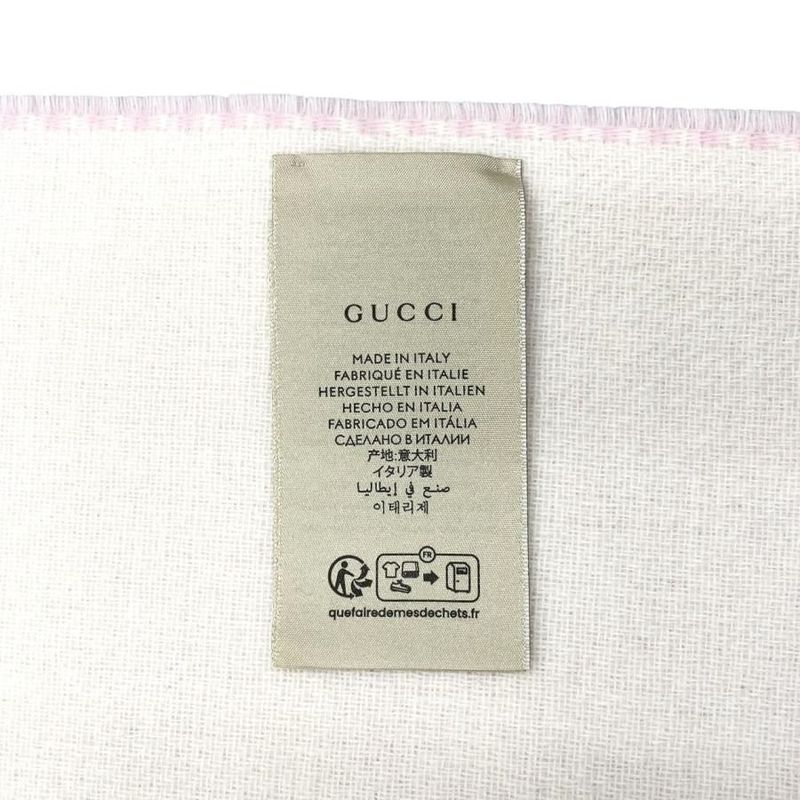 GUCCI
MADE IN ITALY
FABRIQUÉ EN ITALIE
HERGESTELLT IN ITALIEN
HECHO EN ITALIA
FABRICADO EM ITÁLIA
СДЕЛАНО В ИТАЛИИ
产地:意大利
イタリア製
صنع في إيطاليا
이태리제
FR
quefairedemesdechets.fr